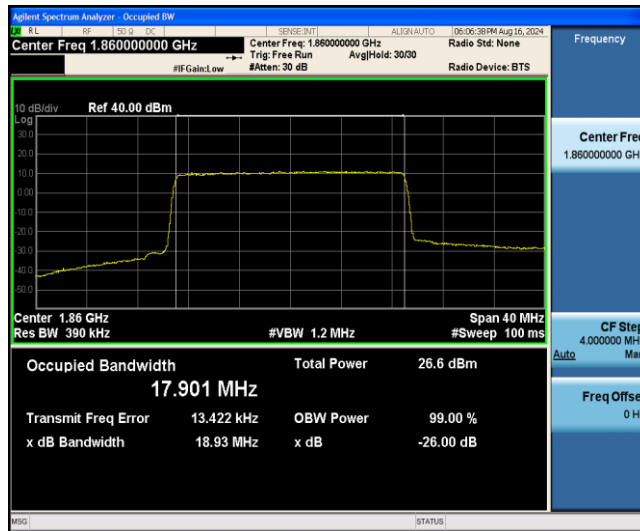 Agilent Spectrum Analyzer - Occupied BW
RL RF 50 Ω DC SENSE:INT ALIGN AUTO 06:06:38 PM Aug 16, 2024
Center Freq 1.860000000 GHz
Center Freq: 1.860000000 GHz
Radio Std: None
Trig: Free Run Avg|Hold: 30/30
#IFGain:Low #Atten: 30 dB
Radio Device: BTS
Frequency
10 dB/div Ref 40.00 dBm
Log
30.0
20.0
10.0
0.00
-10.0
-20.0
-30.0
-40.0
-50.0
Center Freq
1.860000000 GH
Center 1.86 GHz Span 40 MHz
Res BW 390 kHz #VBW 1.2 MHz #Sweep 100 ms
CF Step
4.000000 MH
Auto Ma
Occupied Bandwidth Total Power 26.6 dBm
17.901 MHz
Transmit Freq Error 13.422 kHz OBW Power 99.00 %
x dB Bandwidth 18.93 MHz x dB -26.00 dB
Freq Offse
0 H
MSG STATUS